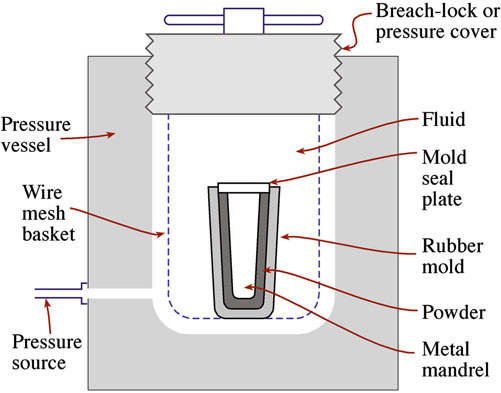 Breach-lock or
pressure cover
Pressure
vessel
Fluid
Mold
seal
plate
Wire
mesh
basket
Rubber
mold
Powder
Pressure
source
Metal
mandrel